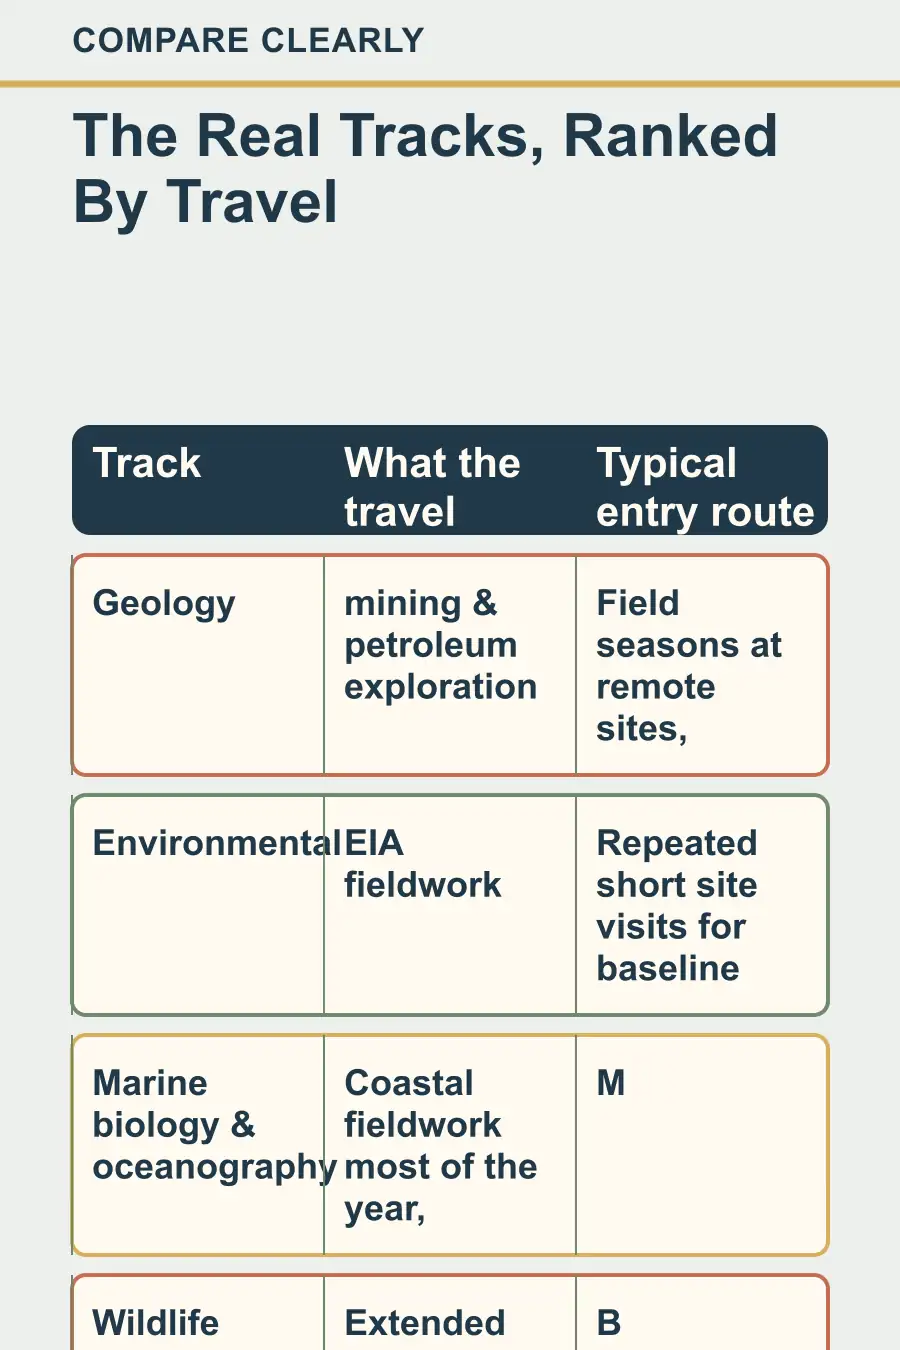 COMPARE CLEARLY
The Real Tracks, Ranked
By Travel
Track
What the
travel
Typical
entry route
Geology
mining &
petroleum
exploration
Field
seasons at
remote
sites,
Environmental
EIA
fieldwork
Repeated
short site
visits for
baseline
Marine
biology &
oceanography
Coastal
fieldwork
most of the
year,
M
Wildlife
Extended
B